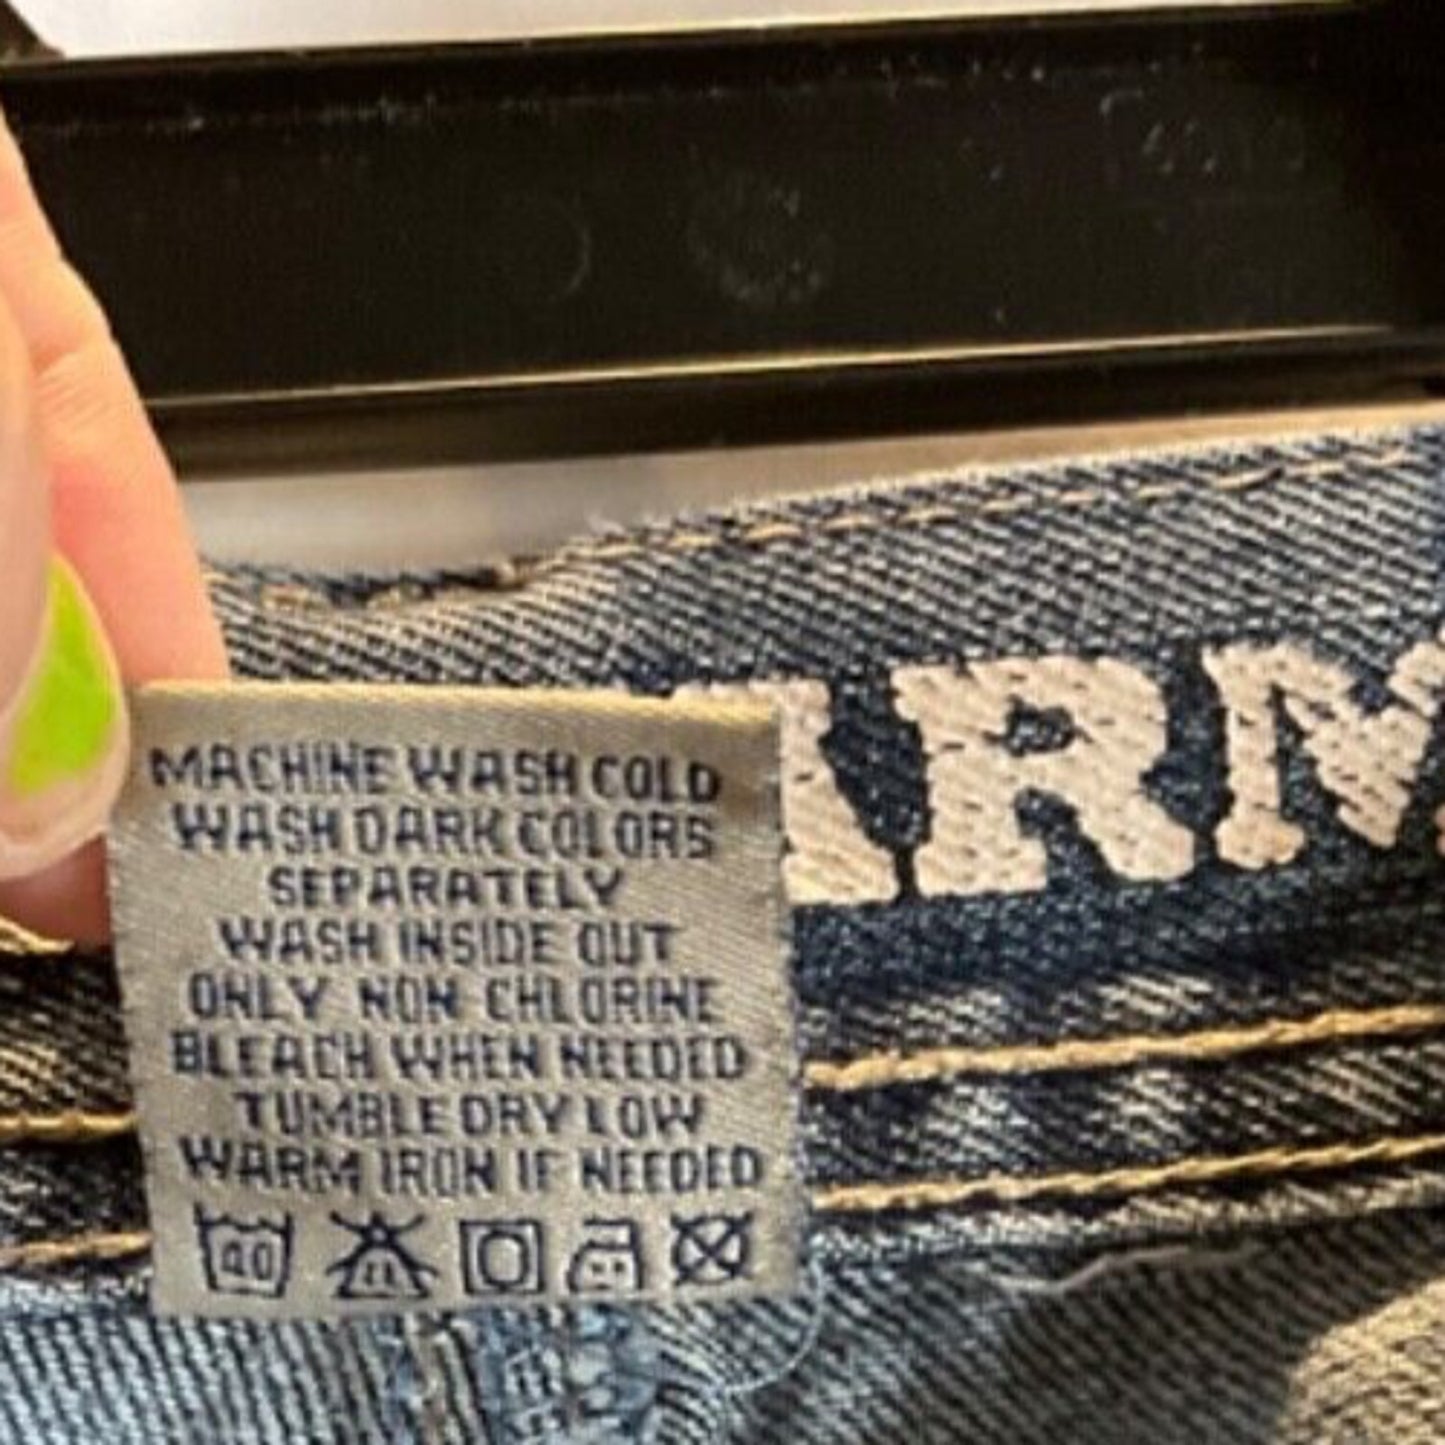 MACHINE WASH COLD
WASH DARK COLORS
SEPARATELY
WASH INSIDE OUT
ONLY NON CHLORINE
BLEACH WHEN NEEDED
TUMBLE DRY LOW
WARM IRON IF NEEDED
40
ARM